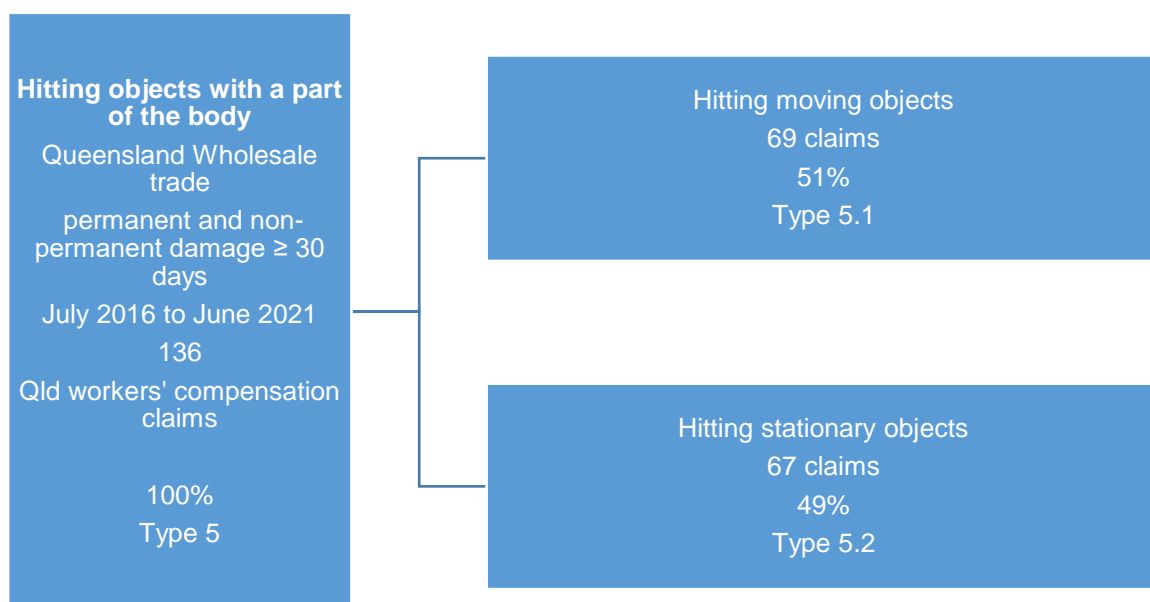 Hitting objects with a part
of the body
Queensland Wholesale
trade
permanent and non-
permanent damage ≥ 30
days
July 2016 to June 2021
136
Qld workers' compensation
claims
100%
Type 5
Hitting moving objects
69 claims
51%
Type 5.1
Hitting stationary objects
67 claims
49%
Type 5.2